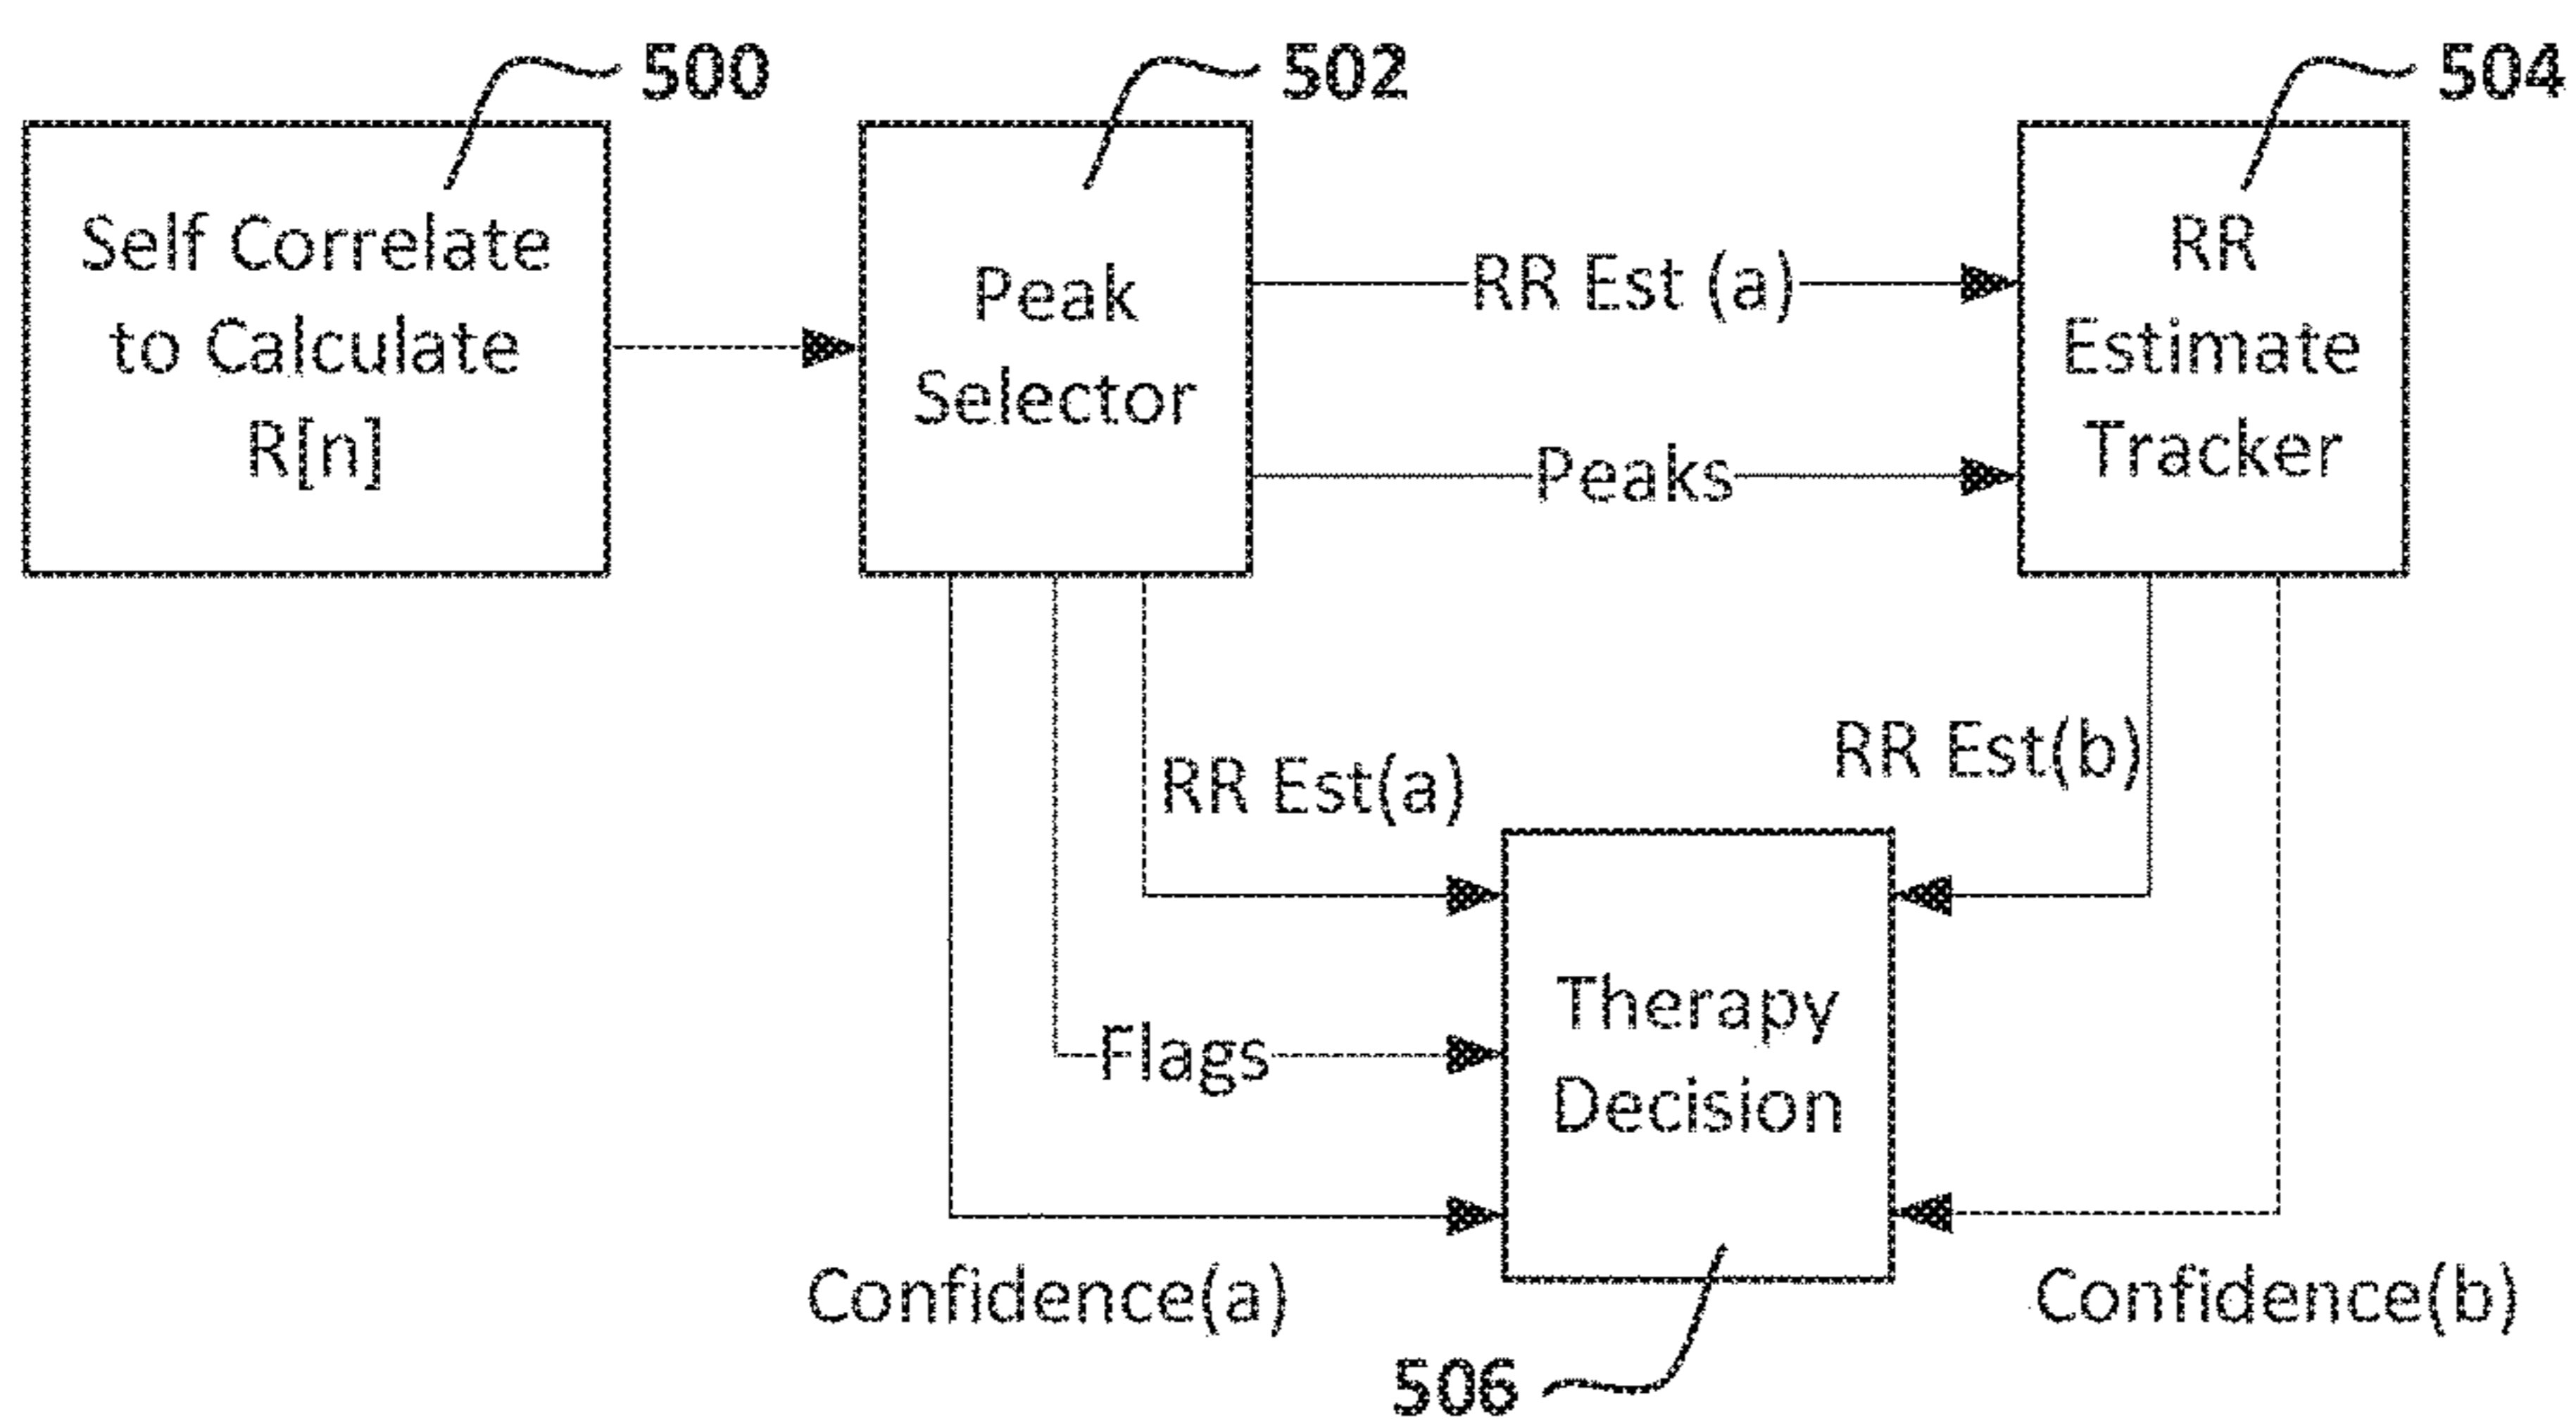 500
502
504
Self Correlate
to Calculate
R[n]
Peak
Selector
RR Est (a)
Peaks
RR
Estimate
Tracker
RR Est(a)
RR Est(b)
Flags
Therapy
Decision
Confidence(a)
Confidence(b)
506